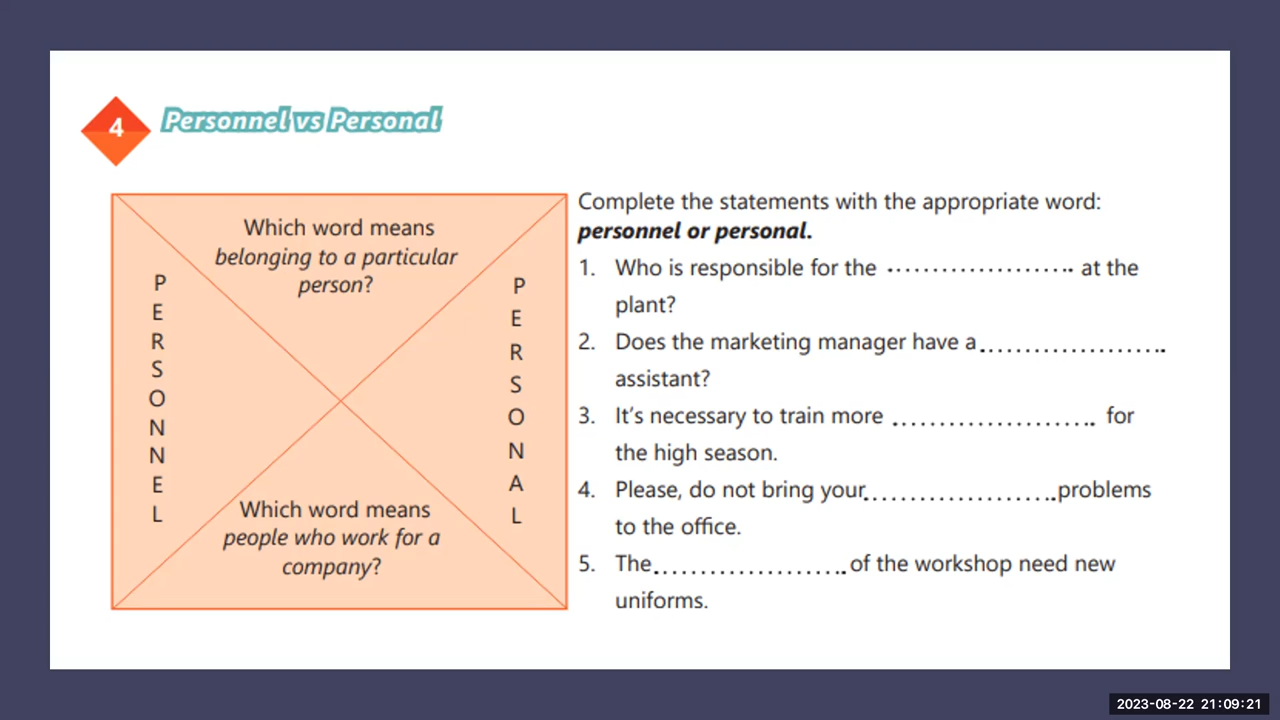 4
Personnel vs Personal
Which word means
belonging to a particular
person?
PERSONNEL
PERSONAL
Which word means
people who work for a
company?
Complete the statements with the appropriate word:
personnel or personal.
1. Who is responsible for the .................... at the
plant?
2. Does the marketing manager have a....................
assistant?
3. It's necessary to train more .................... for
the high season.
4. Please, do not bring your....................problems
to the office.
5. The....................of the workshop need new
uniforms.
2023-08-22 21:09:21